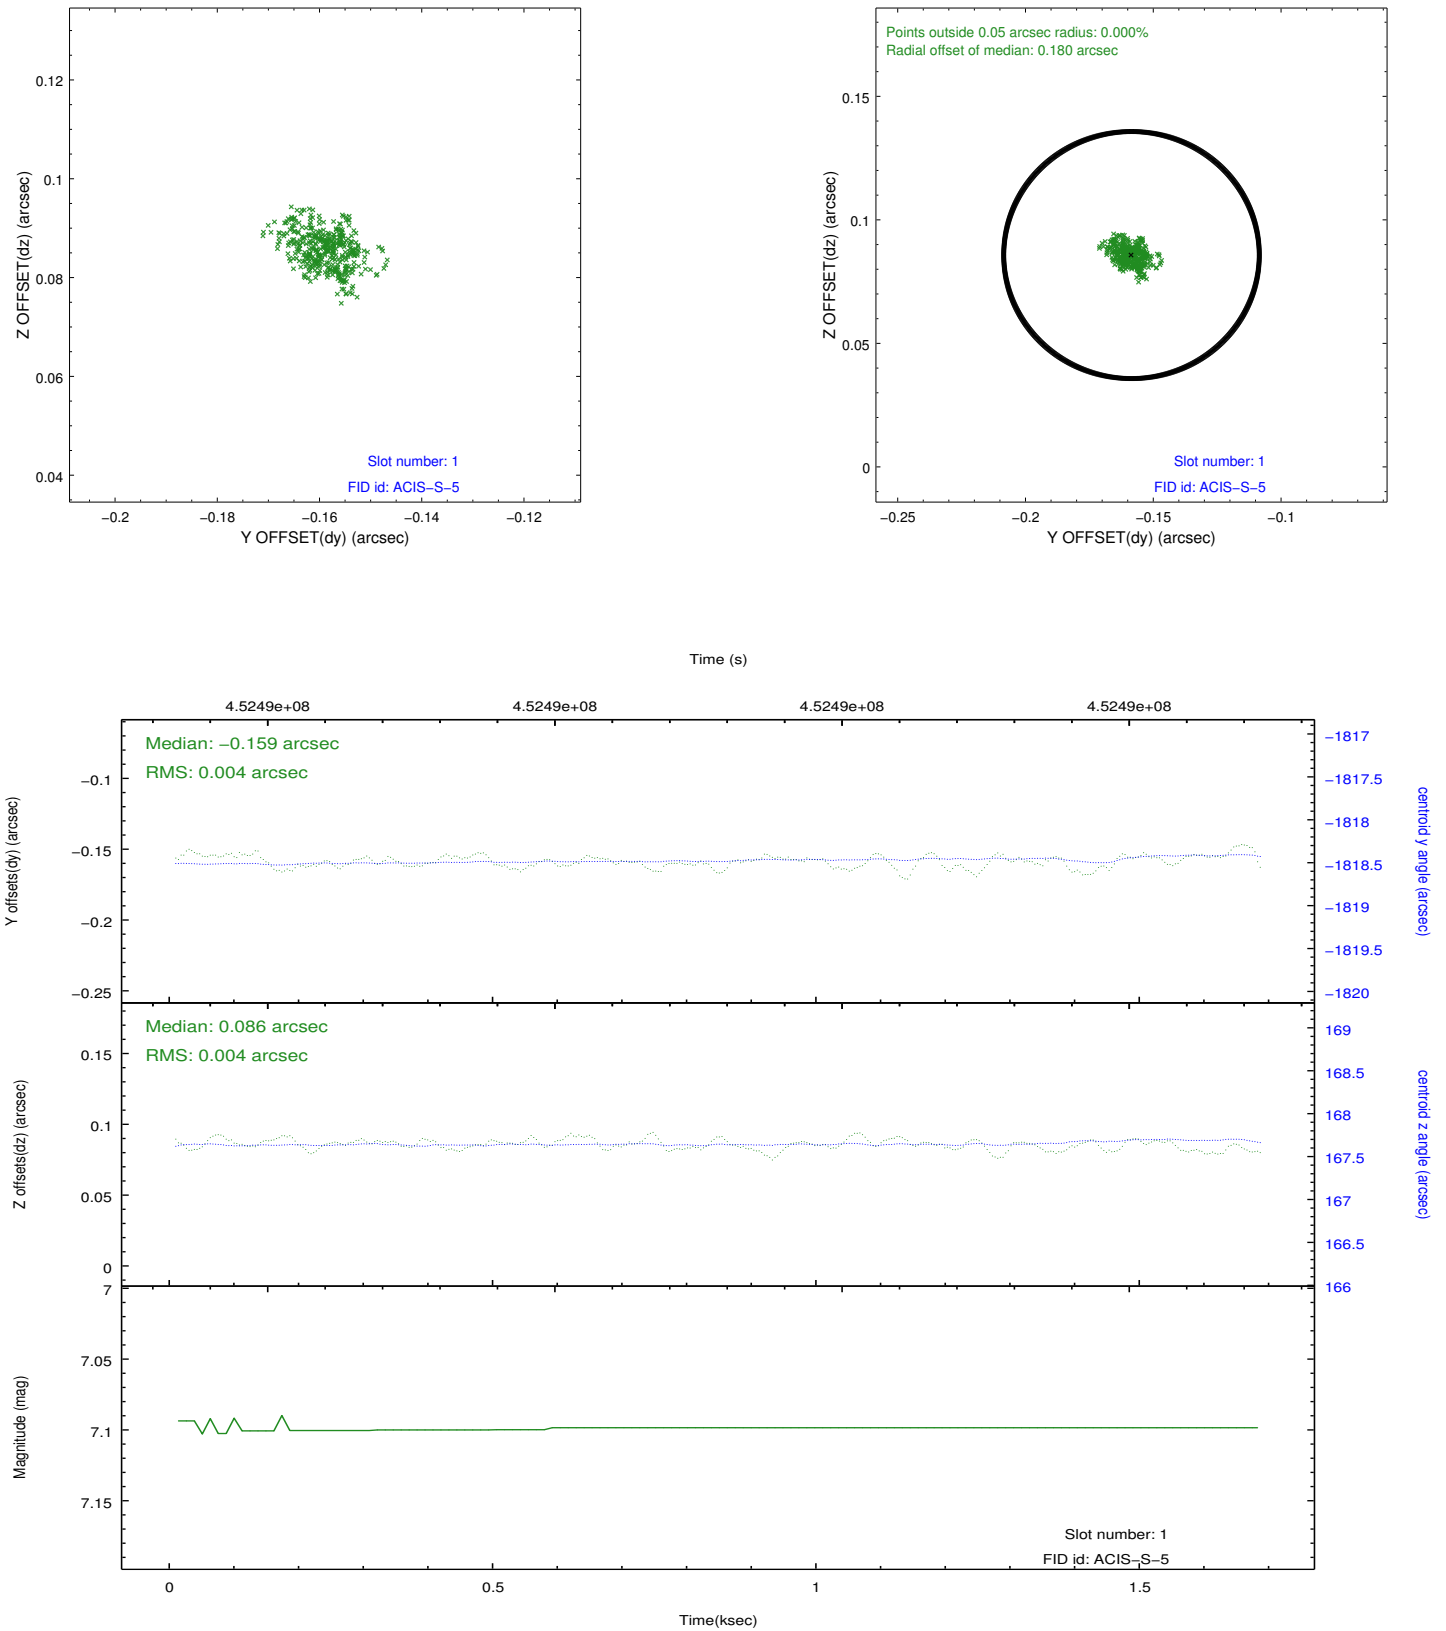 0.12
0.1
0.08
0.06
0.04
Z OFFSET(dz) (arcsec)
Slot number: 1
FID id: ACIS−S−5
−0.2 −0.18 −0.16 −0.14 −0.12
Y OFFSET(dy) (arcsec)
Points outside 0.05 arcsec radius: 0.000%
Radial offset of median: 0.180 arcsec
0.15
0.1
0.05
0
Z OFFSET(dz) (arcsec)
Slot number: 1
FID id: ACIS−S−5
−0.25 −0.2 −0.15 −0.1
Y OFFSET(dy) (arcsec)
Time (s)
4.5249e+08 4.5249e+08 4.5249e+08 4.5249e+08
Median: −0.159 arcsec
RMS: 0.004 arcsec
−0.1
−0.15
−0.2
−0.25
Y offsets(dy) (arcsec)
−1817
−1817.5
−1818
−1818.5
−1819
−1819.5
−1820
centroid y angle (arcsec)
Median: 0.086 arcsec
RMS: 0.004 arcsec
0.15
0.1
0.05
0
Z offsets(dz) (arcsec)
169
168.5
168
167.5
167
166.5
166
centroid z angle (arcsec)
7
7.05
7.1
7.15
Magnitude (mag)
Slot number: 1
FID id: ACIS−S−5
0 0.5 1 1.5
Time(ksec)